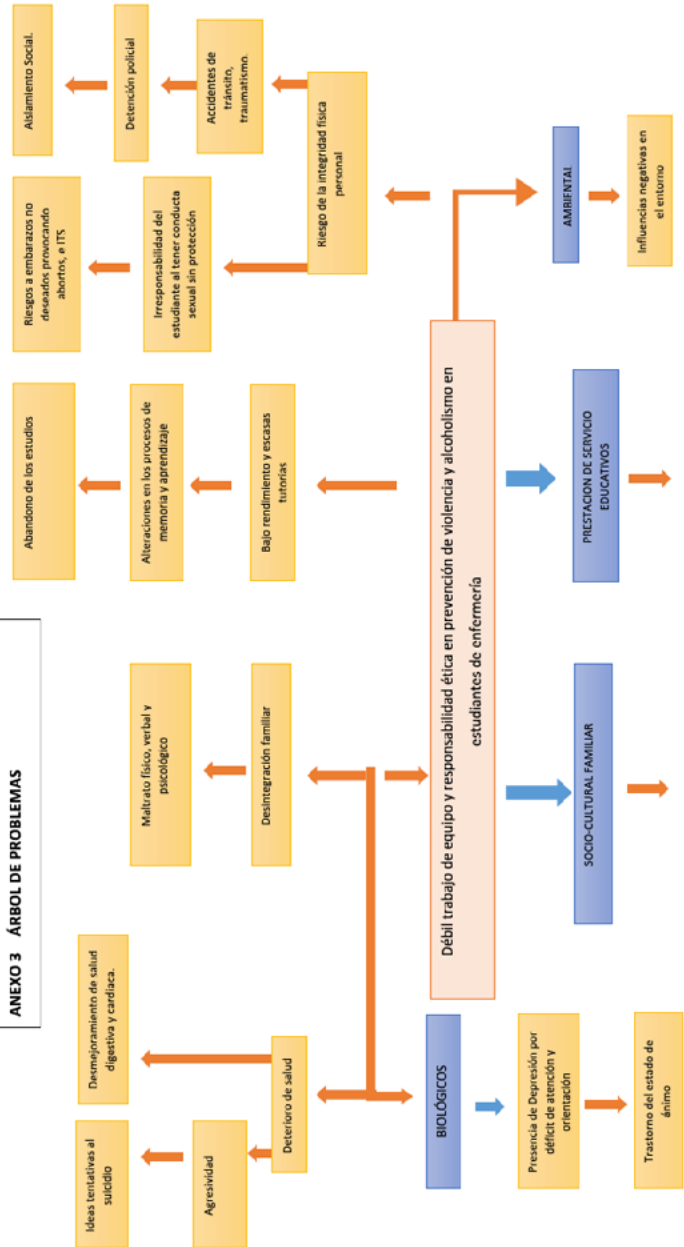 ANEXO 3 ÁRBOL DE PROBLEMAS
Ideas tentativas al
suicidio
Desmejoramiento de salud
digestiva y cardiaca.
Agresividad
Deterioro de salud
Maltrato físico, verbal y
psicológico
Desintegración familiar
Abandono de los estudios
Alteraciones en los procesos de
memoria y aprendizaje
Bajo rendimiento y escasas
tutorías
Riesgos a embarazos no
deseados provocando
abortos, e ITS
Irresponsabilidad del
estudiante al tener conducta
sexual sin protección
Aislamiento Social.
Detención policial
Accidentes de
tránsito,
traumatismo.
Riesgo de la integridad física
personal
Débil trabajo de equipo y responsabilidad ética en prevención de violencia y alcoholismo en
estudiantes de enfermería
BIOLÓGICOS
SOCIO-CULTURAL FAMILIAR
PRESTACION DE SERVICIO
EDUCATIVOS
AMBIENTAL
Presencia de Depresión por
déficit de atención y
orientación
Trastorno del estado de
ánimo
Influencias negativas en
el entorno